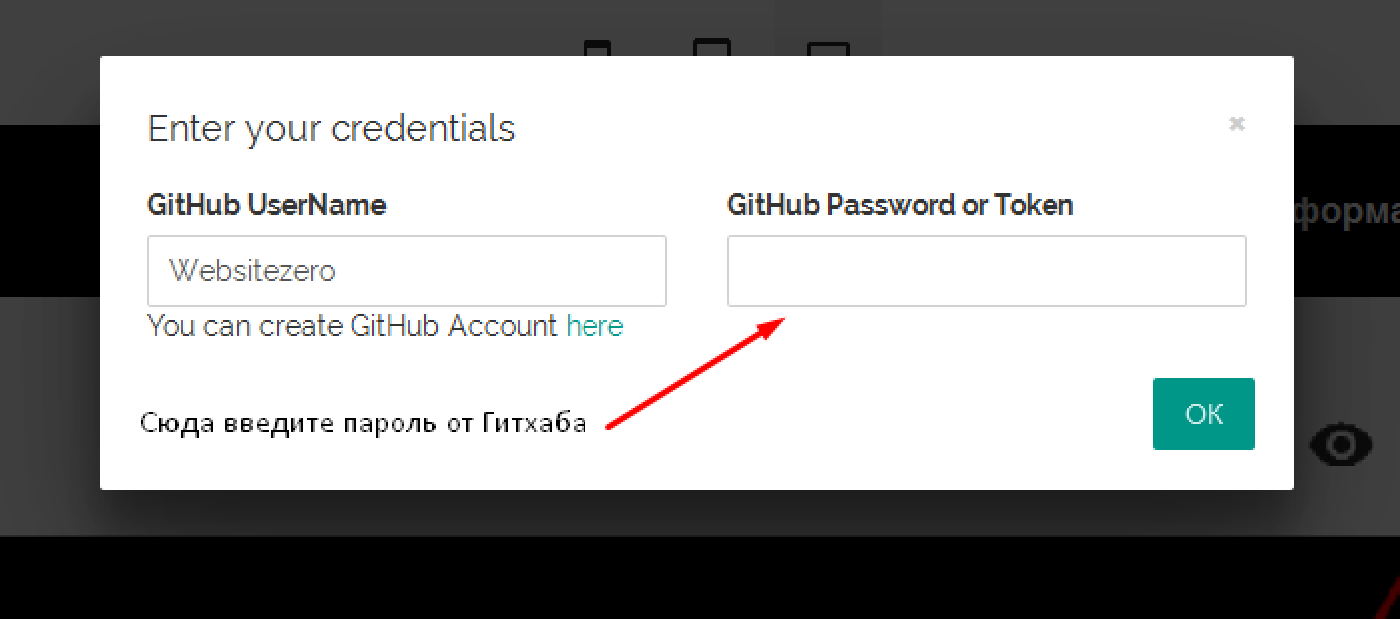 Enter your credentials
GitHub UserName
GitHub Password or Token
Websitezero
You can create GitHub Account here
Сюда введите пароль от Гитхаба
OK